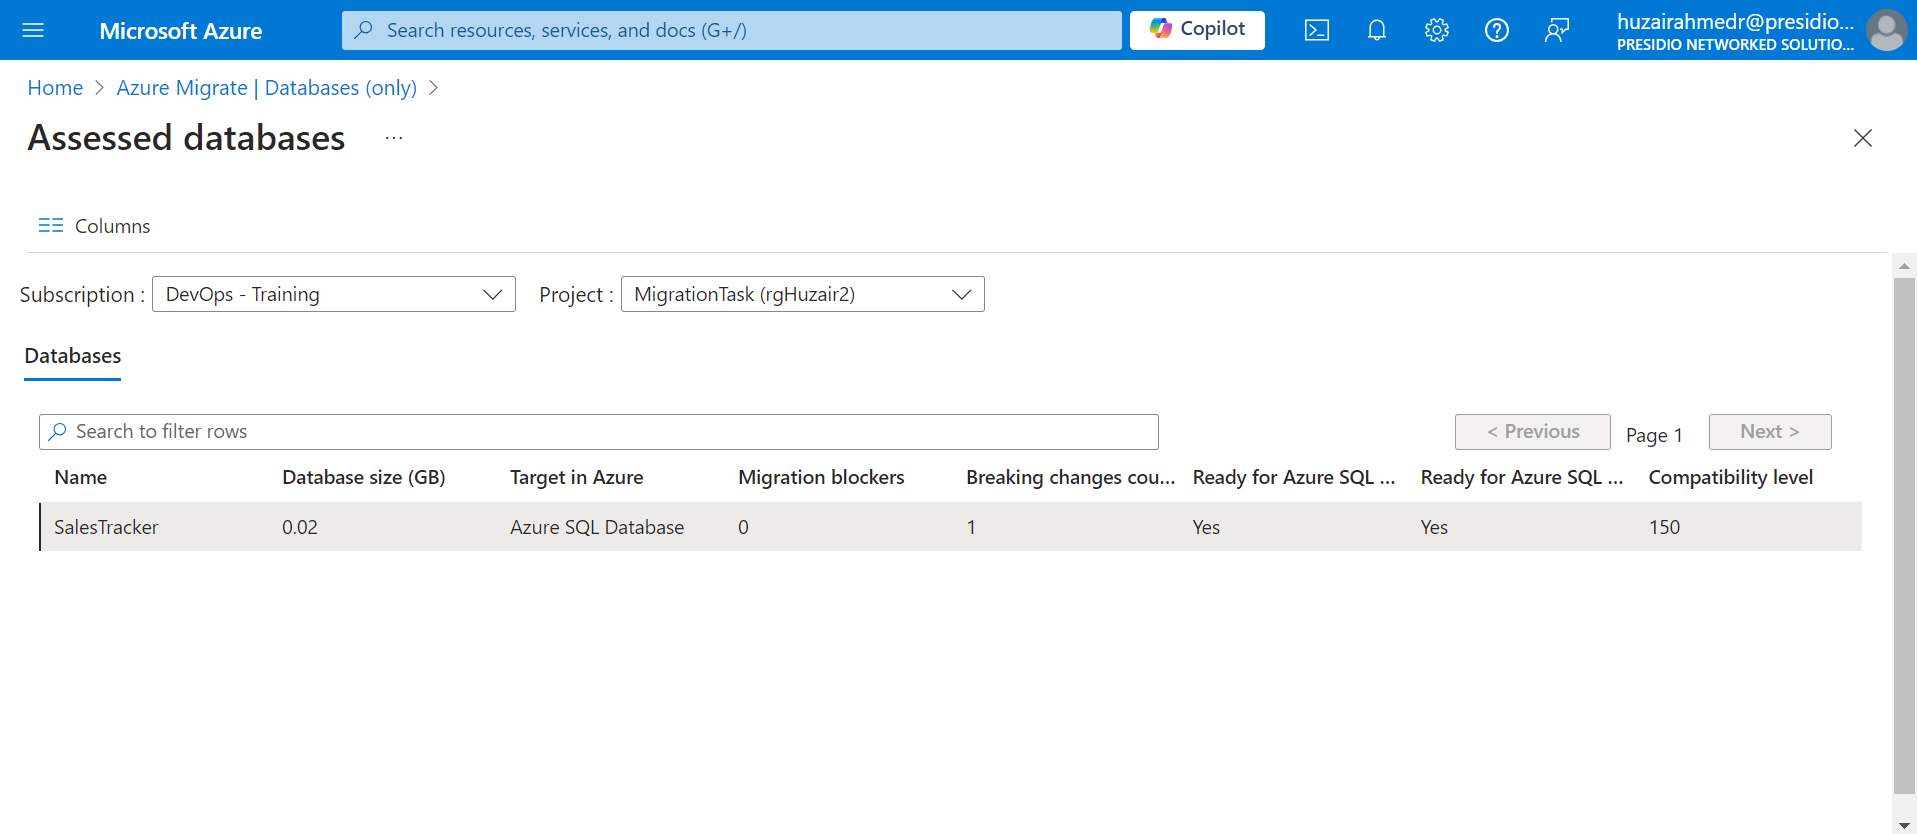 Microsoft Azure
Search resources, services, and docs (G+/)
Copilot
huzairahmedr@presidio...
PRESIDIO NETWORKED SOLUTIO...
Home > Azure Migrate | Databases (only) >
Assessed databases ...
Columns
Subscription : DevOps - Training Project : MigrationTask (rgHuzair2)
Databases
Search to filter rows
< Previous Page 1 Next >
Name Database size (GB) Target in Azure Migration blockers Breaking changes cou... Ready for Azure SQL ... Ready for Azure SQL ... Compatibility level
SalesTracker 0.02 Azure SQL Database 0 1 Yes Yes 150